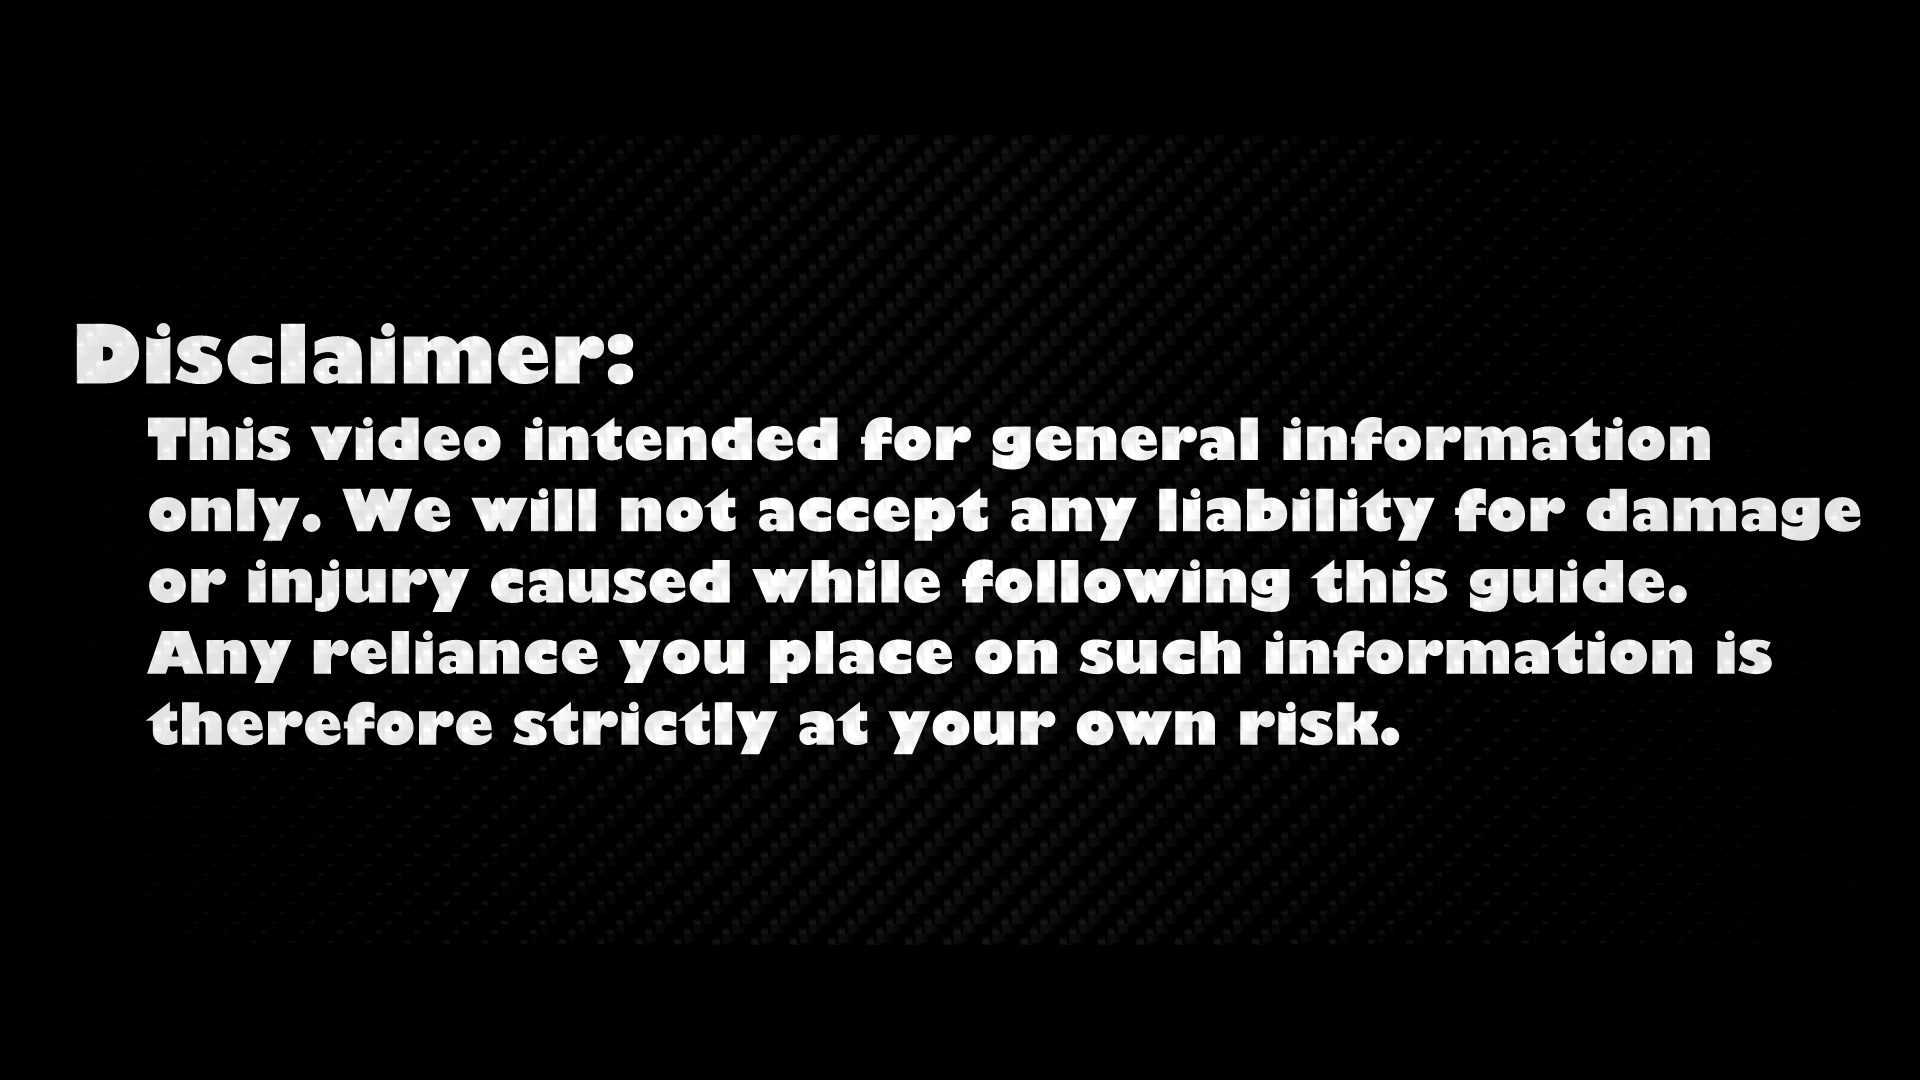 Disclaimer:
This video intended for general information
only. We will not accept any liability for damage
or injury caused while following this guide.
Any reliance you place on such information is
therefore strictly at your own risk.